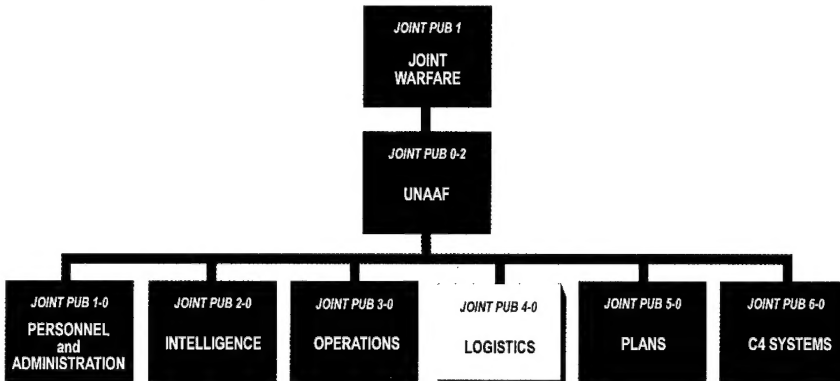 JOINT PUB 1
JOINT
WARFARE
JOINT PUB 0-2
UNAAF
JOINT PUB 1-0
PERSONNEL
and
ADMINISTRATION
JOINT PUB 2-0
INTELLIGENCE
JOINT PUB 3-0
OPERATIONS
JOINT PUB 4-0
LOGISTICS
JOINT PUB 5-0
PLANS
JOINT PUB 6-0
C4 SYSTEMS